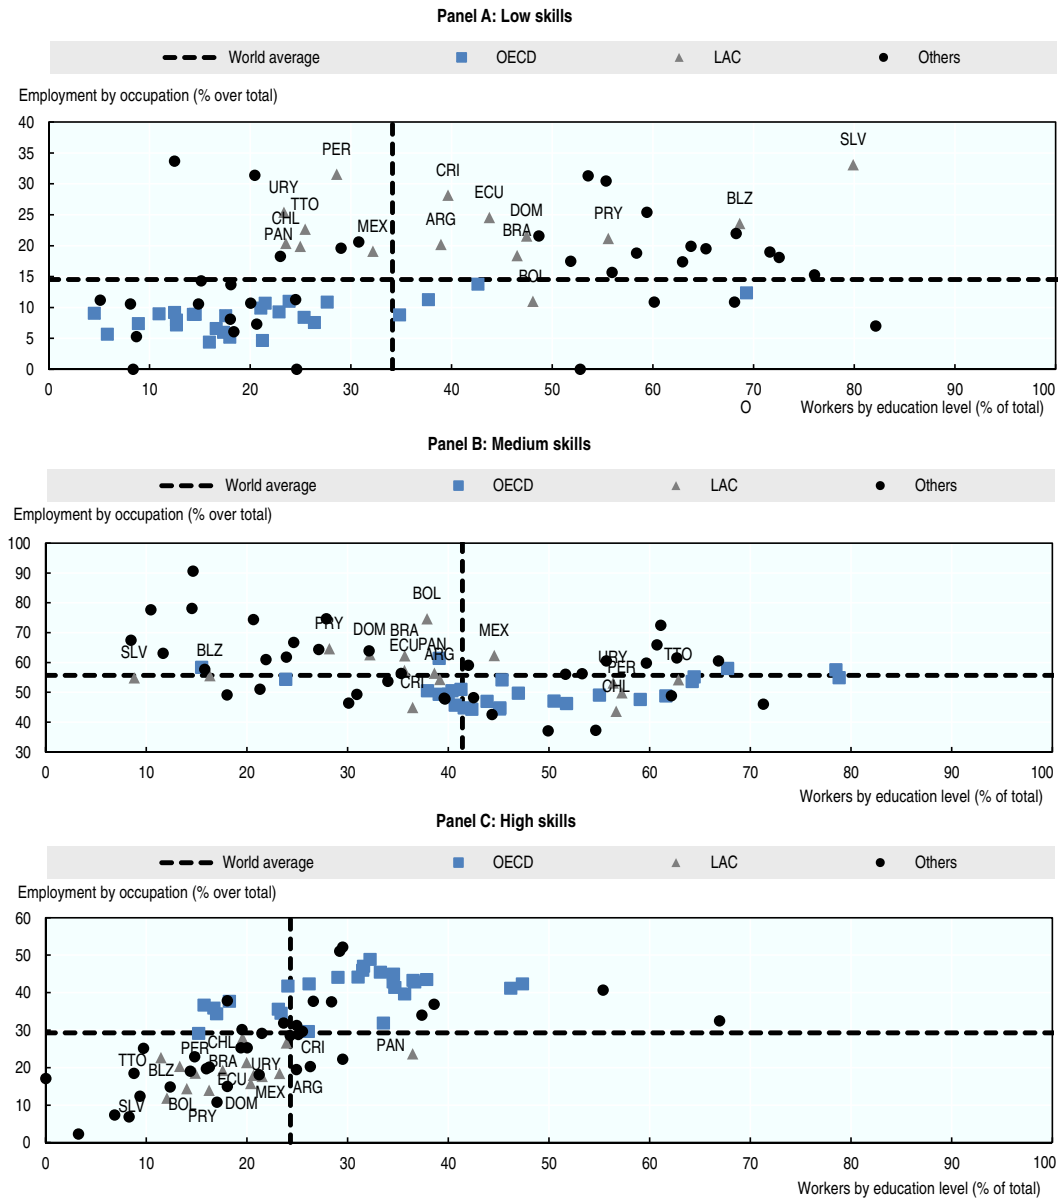 Panel A: Low skills
World average OECD LAC Others
Employment by occupation (% over total)
40
35
30
25
20
15
10
5
0
SLV
PER
CRI
URY
ECU
BLZ
TTO
DOM
PRY
CHL
ARG
MEX
BRA
PAN
BOL
0 10 20 30 40 50 60 70 80 90 100
O Workers by education level (% of total)
Panel B: Medium skills
World average OECD LAC Others
Employment by occupation (% over total)
100
90
80
70
60
50
40
30
BOL
PRY
DOM
BRA
MEX
SLV
BLZ
ECU
PAN
ARG
URY
TTO
PER
CRI
CHL
0 10 20 30 40 50 60 70 80 90 100
Workers by education level (% of total)
Panel C: High skills
World average OECD LAC Others
Employment by occupation (% over total)
60
50
40
30
20
10
0
CHL
PER
CRI
PAN
TTO
BLZ
BRA
URY
ECU
MEX
ARG
SLV
BOL
DOM
PRY
0 10 20 30 40 50 60 70 80 90 100
Workers by education level (% of total)